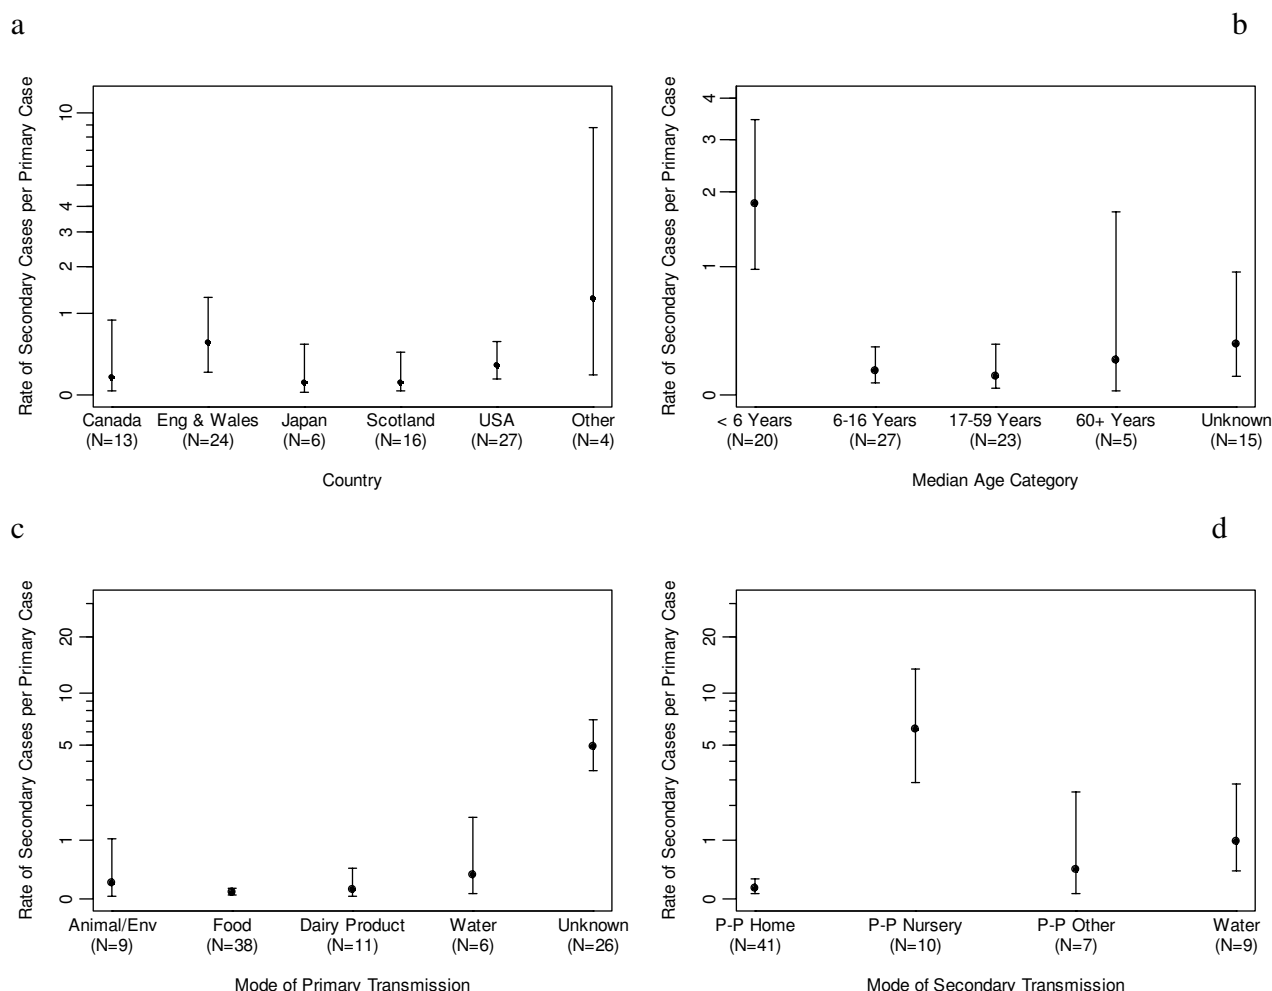 a
b
Rate of Secondary Cases per Primary Case
10
4
3
2
1
0
Canada Eng & Wales Japan Scotland USA Other
(N=13) (N=24) (N=6) (N=16) (N=27) (N=4)
Country
Rate of Secondary Cases per Primary Case
4
3
2
1
0
< 6 Years 6-16 Years 17-59 Years 60+ Years Unknown
(N=20) (N=27) (N=23) (N=5) (N=15)
Median Age Category
c
d
Rate of Secondary Cases per Primary Case
20
10
5
1
0
Animal/Env Food Dairy Product Water Unknown
(N=9) (N=38) (N=11) (N=6) (N=26)
Mode of Primary Transmission
Rate of Secondary Cases per Primary Case
20
10
5
1
0
P-P Home P-P Nursery P-P Other Water
(N=41) (N=10) (N=7) (N=9)
Mode of Secondary Transmission